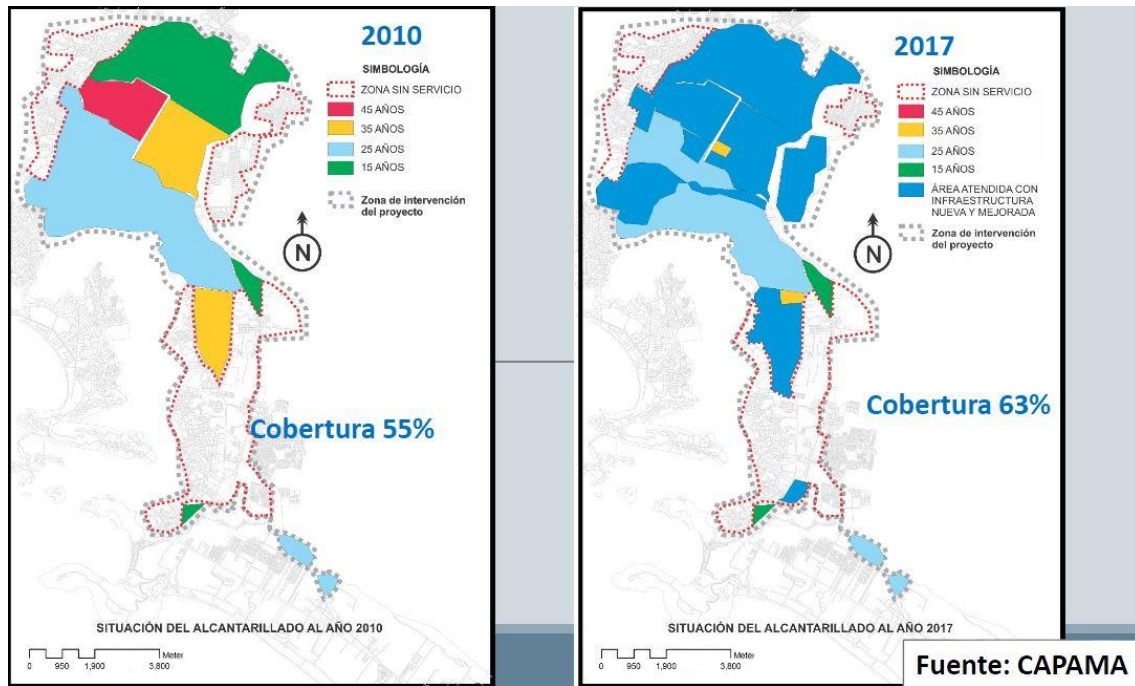 2010
SIMBOLOGÍA
ZONA SIN SERVICIO
45 AÑOS
35 AÑOS
25 AÑOS
15 AÑOS
Zona de intervención
del proyecto
N
Cobertura 55%
SITUACIÓN DEL ALCANTARILLADO AL AÑO 2010
Meter
0 950 1,900 3,800
2017
SIMBOLOGÍA
ZONA SIN SERVICIO
45 AÑOS
35 AÑOS
25 AÑOS
15 AÑOS
ÁREA ATENDIDA CON
INFRAESTRUCTURA
NUEVA Y MEJORADA
Zona de intervención
del proyecto
N
Cobertura 63%
SITUACIÓN DEL ALCANTARILLADO AL AÑO 2017
Meter
0 950 1,900 3,800
Fuente: CAPAMA